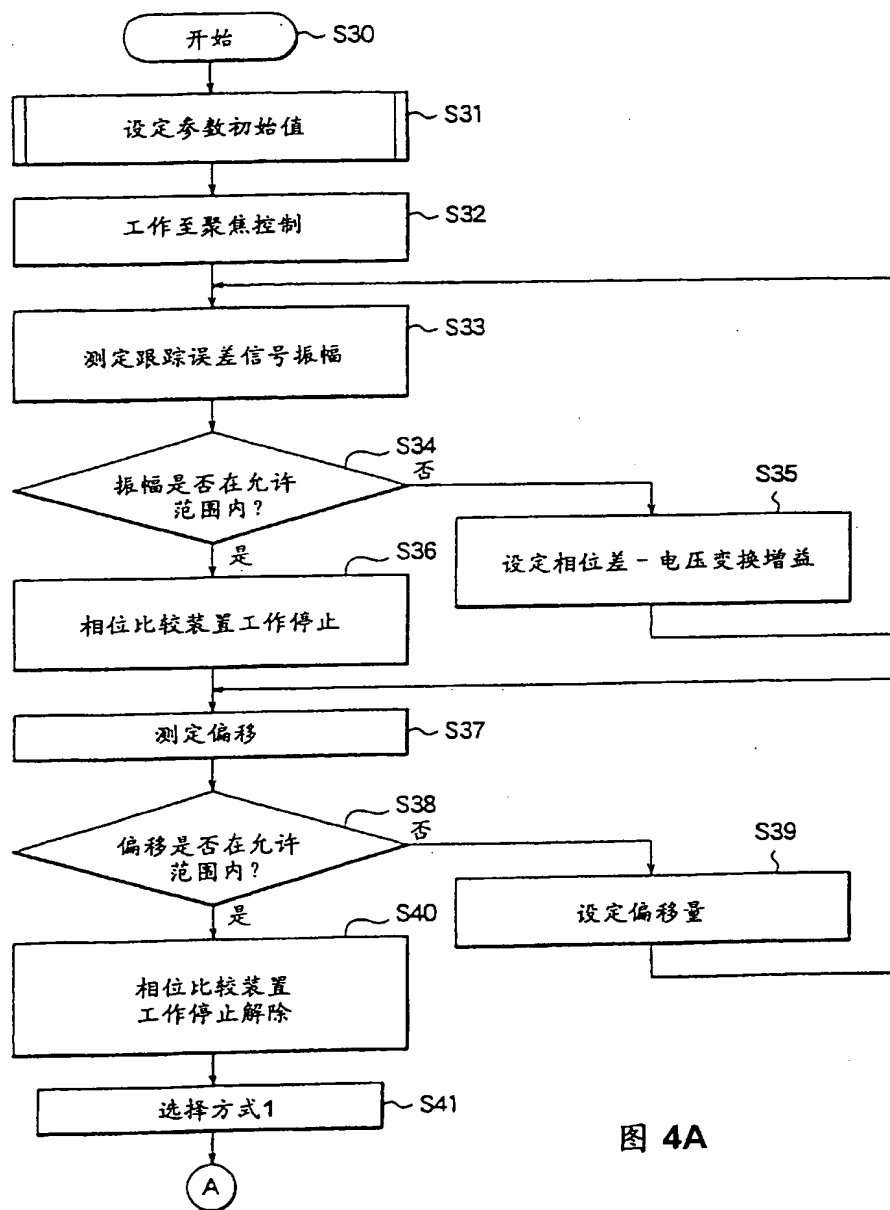 开始
S30
设定参数初始值
S31
工作至聚焦控制
S32
测定跟踪误差信号振幅
S33
振幅是否在允许
范围内?
S34
否
是
S35
设定相位差-电压变换增益
S36
相位比较装置工作停止
测定偏移
S37
偏移是否在允许
范围内?
S38
否
是
S39
设定偏移量
S40
相位比较装置
工作停止解除
选择方式1
S41
A
图 4A